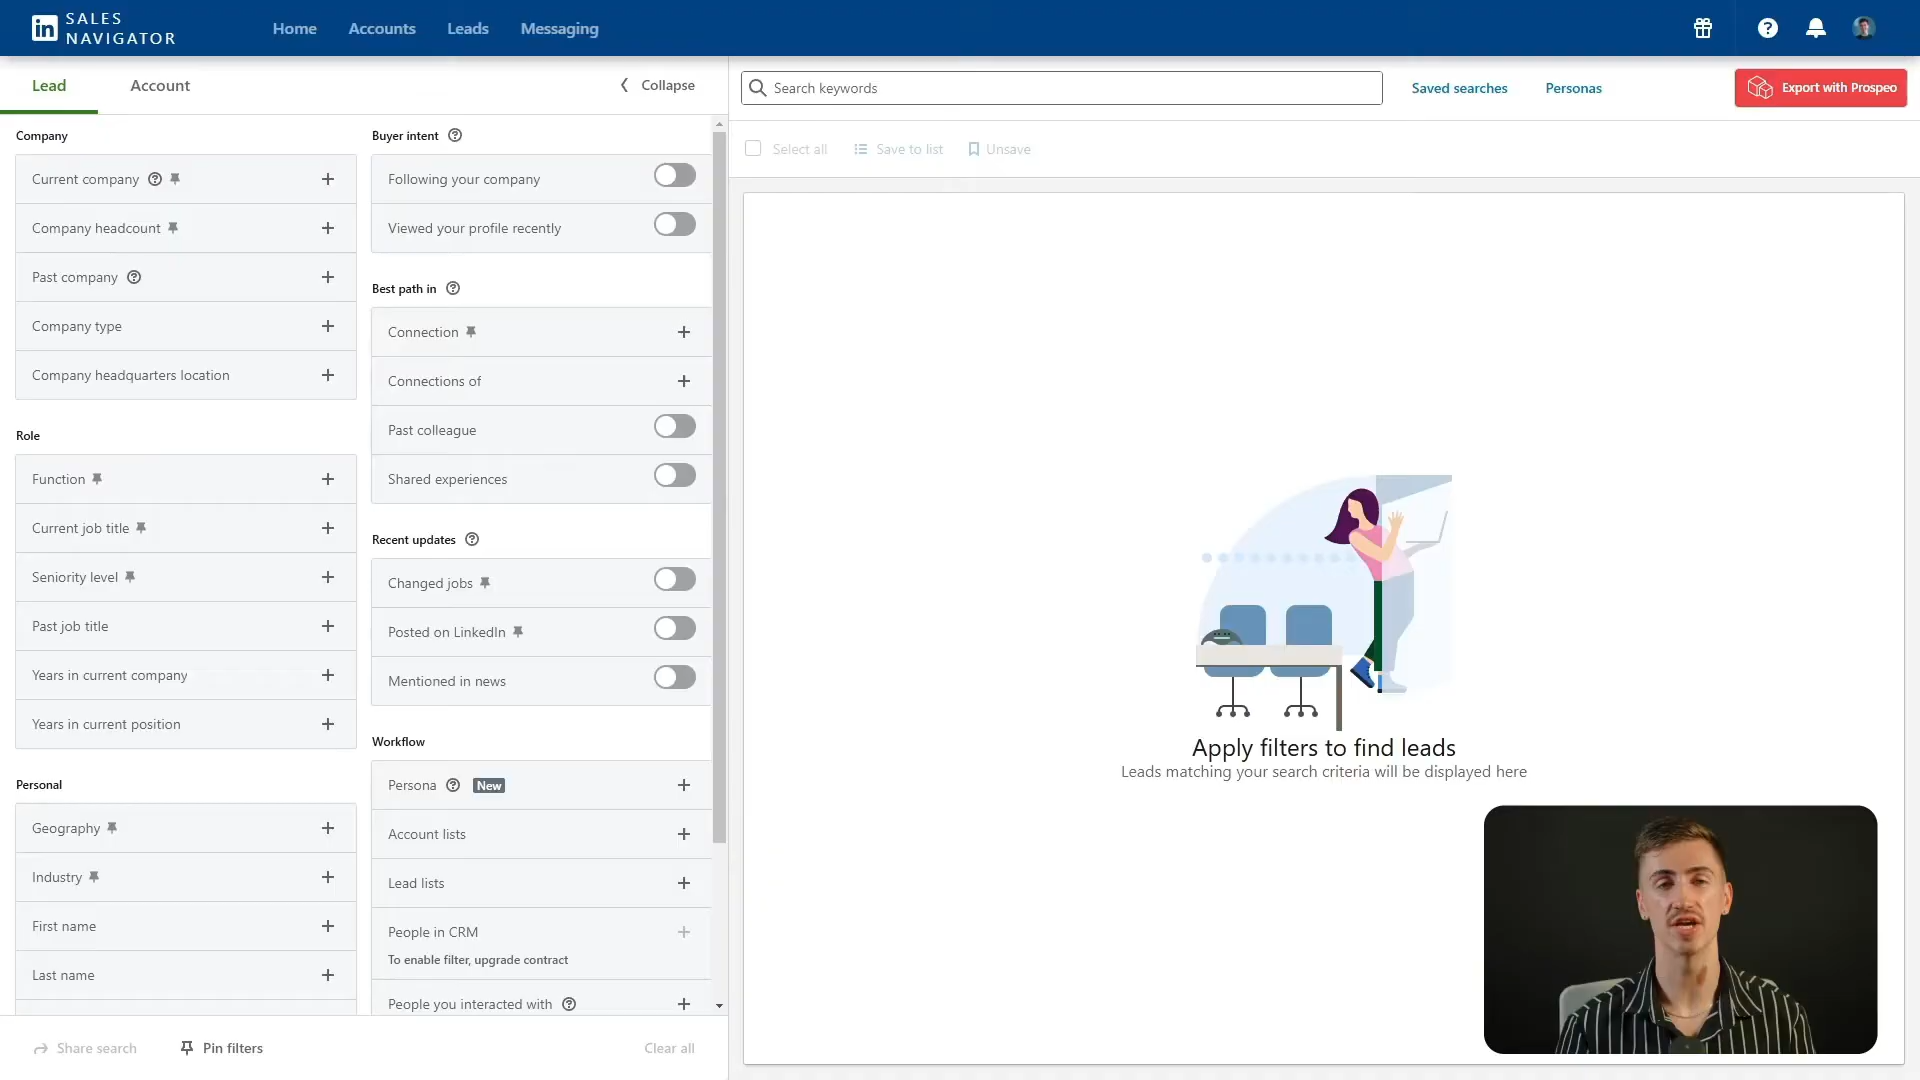 in SALES
NAVIGATOR
Home
Accounts
Leads
Messaging
Lead
Account
Collapse
Search keywords
Saved searches
Personas
Export with Prospeo
Select all
Save to list
Unsave
Company
Current company
Company headcount
Past company
Company type
Company headquarters location
Role
Function
Current job title
Seniority level
Past job title
Years in current company
Years in current position
Personal
Geography
Industry
First name
Last name
Buyer intent
Following your company
Viewed your profile recently
Best path in
Connection
Connections of
Past colleague
Shared experiences
Recent updates
Changed jobs
Posted on LinkedIn
Mentioned in news
Workflow
Persona New
Account lists
Lead lists
People in CRM
To enable filter, upgrade contract
People you interacted with
Share search
Pin filters
Clear all
Apply filters to find leads
Leads matching your search criteria will be displayed here